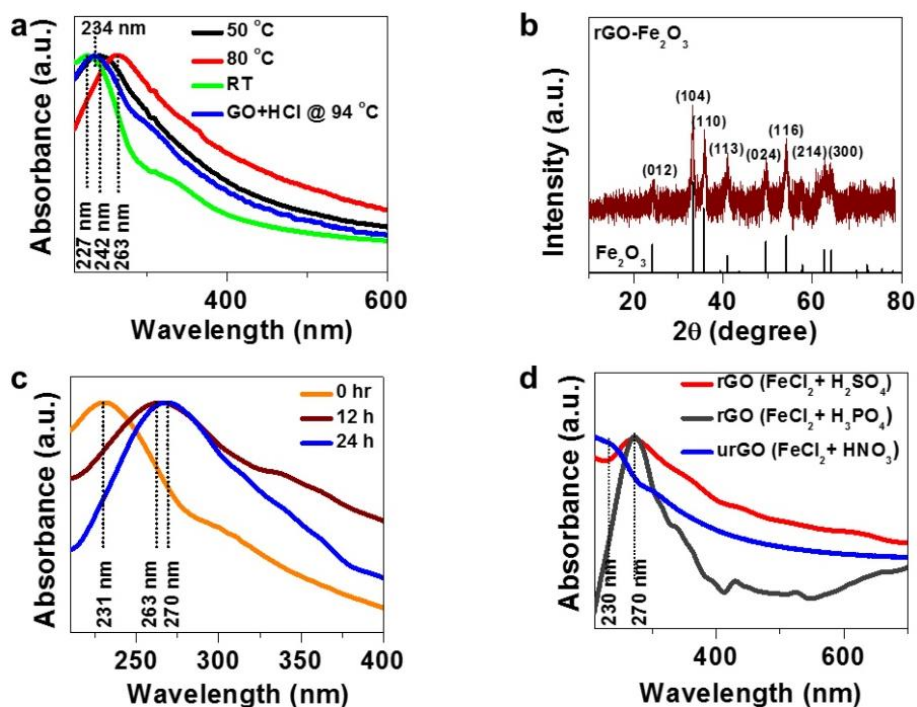 a
234 nm
50 °C
80 °C
RT
GO+HCl @ 94 °C
227 nm
242 nm
263 nm
Absorbance (a.u.)
400
600
Wavelength (nm)
b
rGO-Fe₂O₃
(104)
(110)
(116)
(113)
(214)
(300)
(024)
(012)
Fe₂O₃
Intensity (a.u.)
20
40
60
80
2θ (degree)
c
0 hr
12 h
24 h
231 nm
263 nm
270 nm
Absorbance (a.u.)
250
300
350
400
Wavelength (nm)
d
rGO (FeCl₂+ H₂SO₄)
rGO (FeCl₂+ H₃PO₄)
urGO (FeCl₂+ HNO₃)
230 nm
270 nm
Absorbance (a.u.)
400
600
Wavelength (nm)